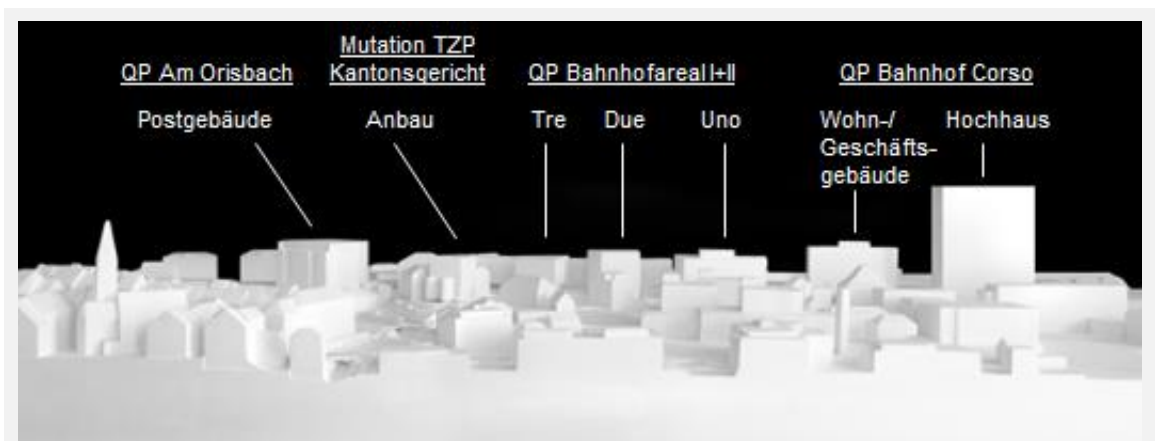 Mutation TZP
QP Am Orisbach Kantonsgericht QP Bahnhofareal I+II QP Bahnhof Corso
Postgebäude Anbau Tre Due Uno Wohn-/ Hochhaus
Geschäfts-
gebäude